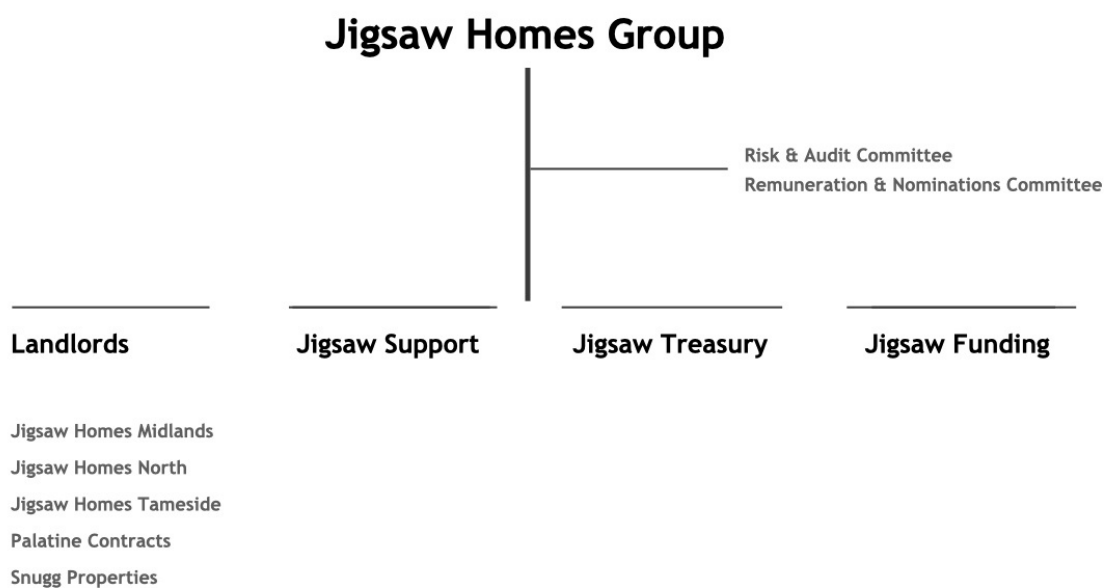 Jigsaw Homes Group
Risk & Audit Committee
Remuneration & Nominations Committee
Landlords
Jigsaw Support
Jigsaw Treasury
Jigsaw Funding
Jigsaw Homes Midlands
Jigsaw Homes North
Jigsaw Homes Tameside
Palatine Contracts
Snugg Properties